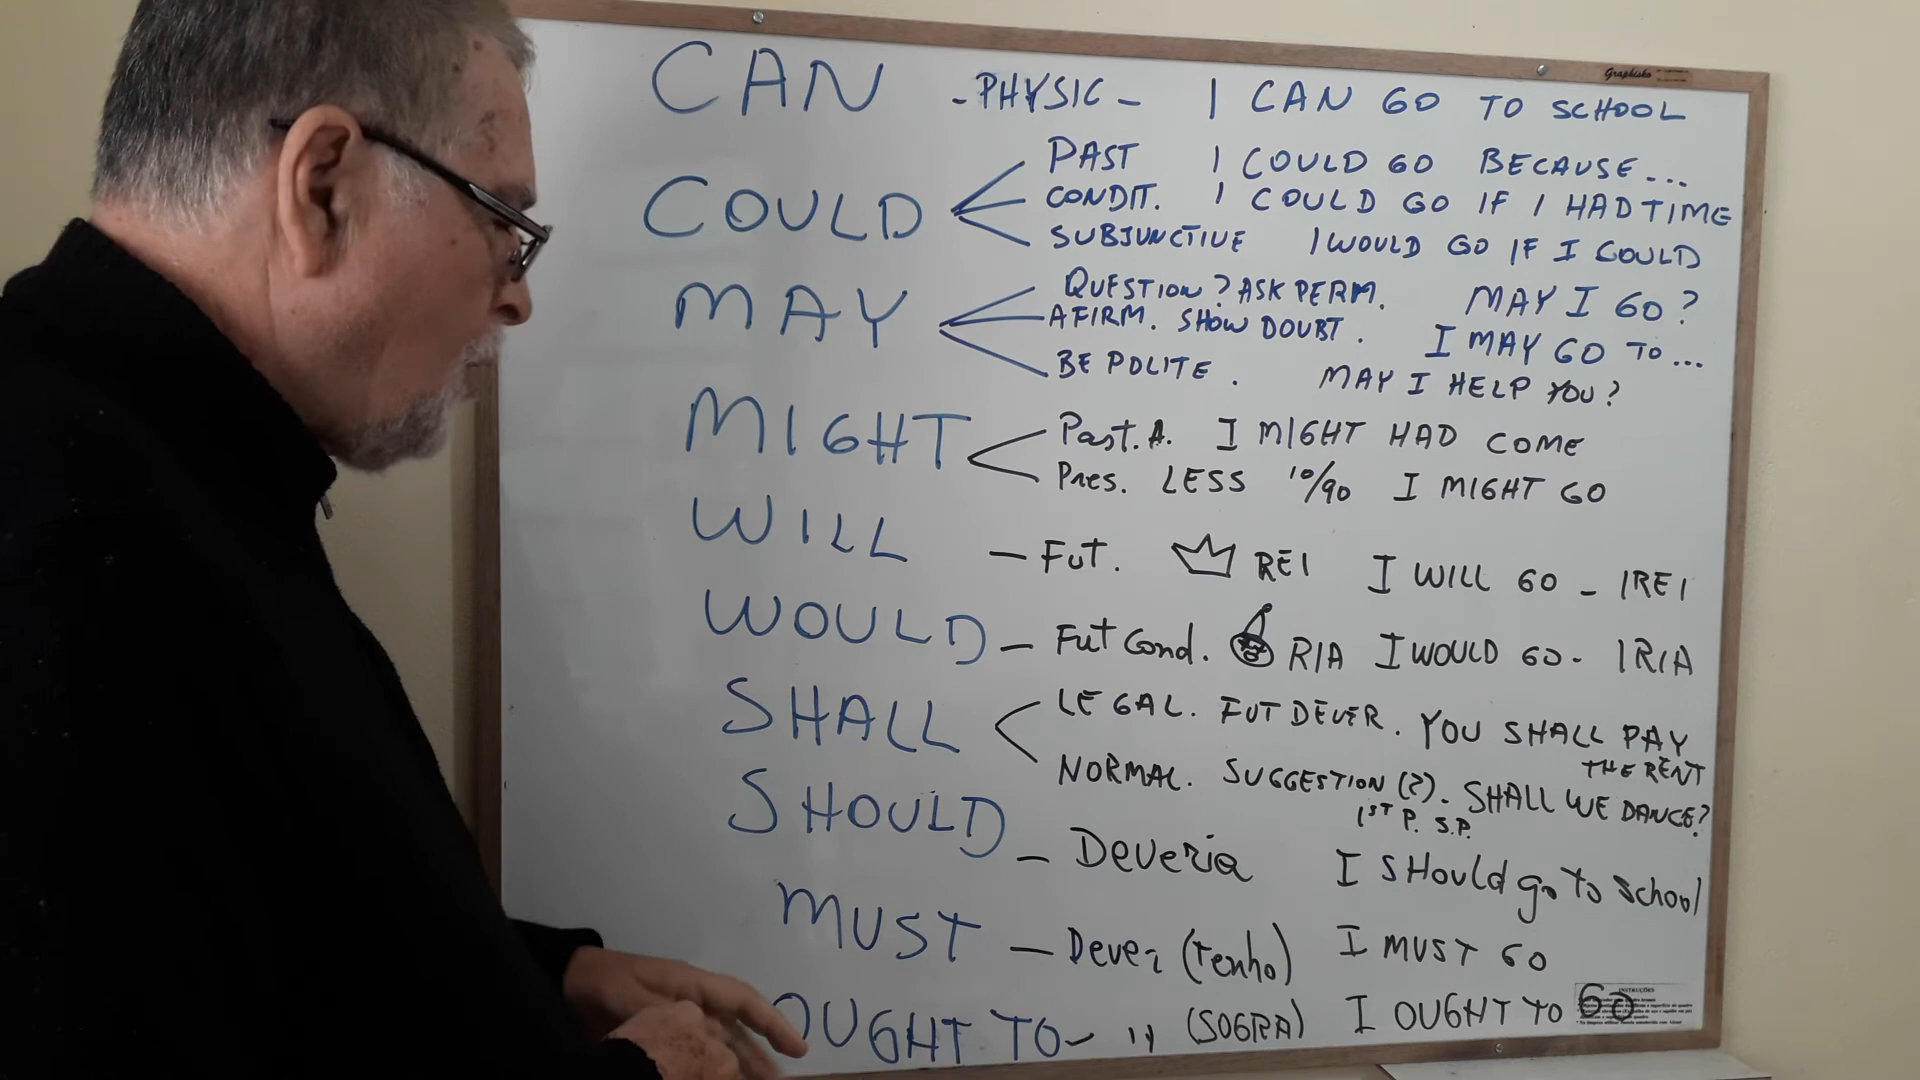 Graphisko
CAN - PHYSIC - I CAN GO TO SCHOOL
COULD
PAST I COULD GO BECAUSE...
CONDIT. I COULD GO IF I HAD TIME
SUBJUNCTIVE I WOULD GO IF I COULD
MAY
QUESTION? ASK PERM. MAY I GO?
AFIRM. SHOW DOUBT. I MAY GO TO...
BE POLITE. MAY I HELP YOU?
MIGHT
Past. A. I MIGHT HAD COME
Pres. LESS 10/90 I MIGHT GO
WILL - Fut. REI I WILL GO - IREI
WOULD - Fut Cond. RIA I WOULD GO - IRIA
SHALL
LEGAL. FUT DEVER. YOU SHALL PAY
THE RENT
NORMAL. SUGGESTION (?). SHALL WE DANCE?
1ST P. S.P.
SHOULD - Deveria I SHould go To School
MUST - Dever (Tenho) I MUST GO
OUGHT TO - " (SOGRA) I OUGHT TO GO
INSTRUÇÕES